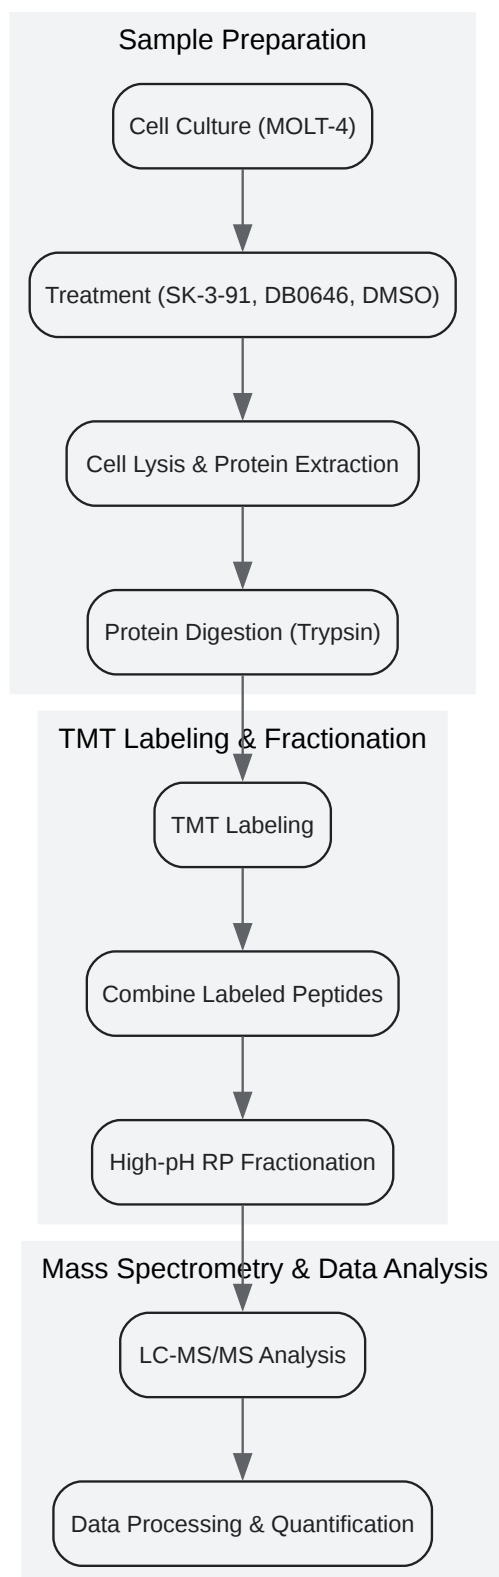 Sample Preparation
Cell Culture (MOLT-4)
Treatment (SK-3-91, DB0646, DMSO)
Cell Lysis & Protein Extraction
Protein Digestion (Trypsin)
TMT Labeling & Fractionation
TMT Labeling
Combine Labeled Peptides
High-pH RP Fractionation
Mass Spectrometry & Data Analysis
LC-MS/MS Analysis
Data Processing & Quantification